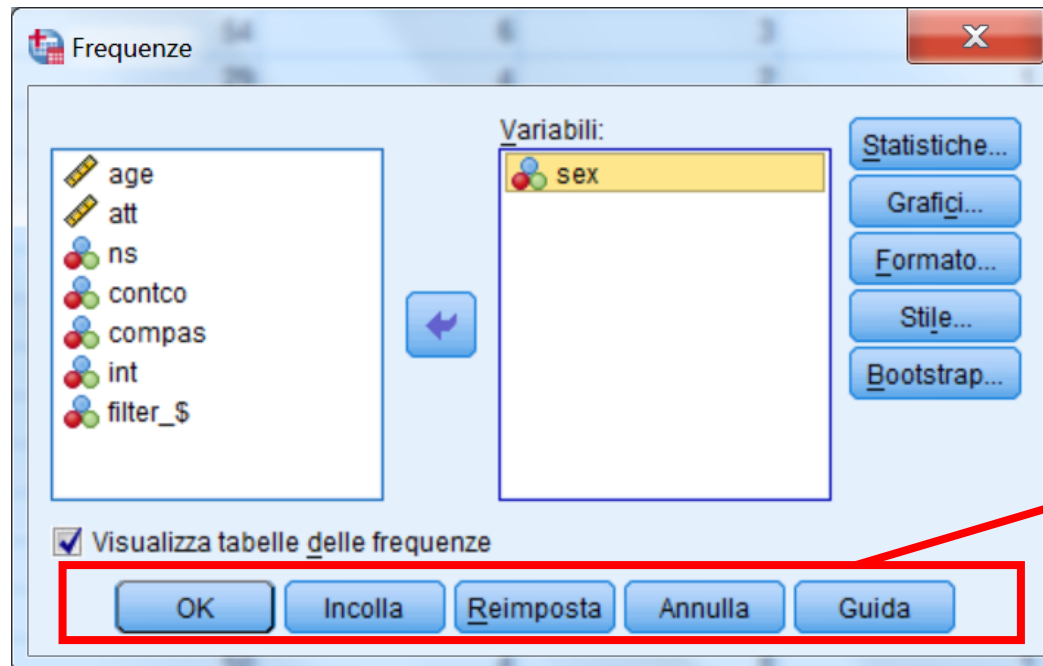 Frequenze
Variabili:
age
att
ns
contco
compas
int
filter_$
sex
Statistiche...
Grafici...
Formato...
Stile...
Bootstrap...
Visualizza tabelle delle frequenze
OK Incolla Reimposta Annulla Guida